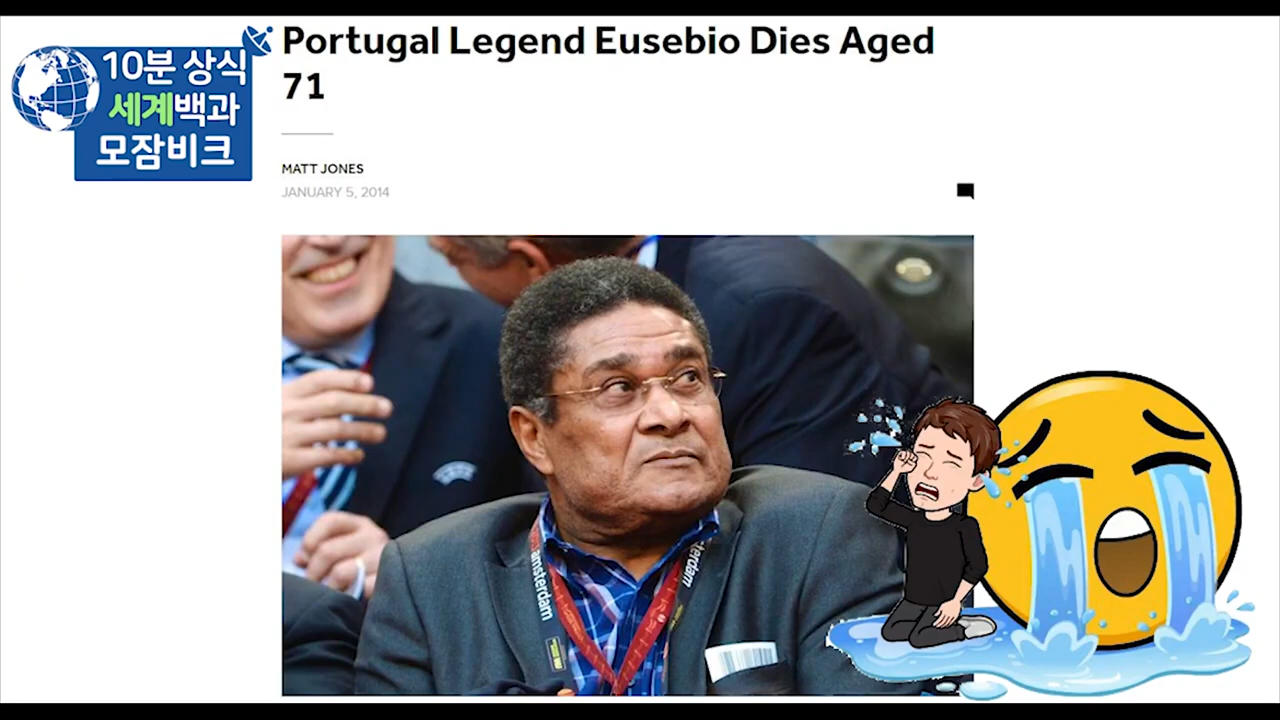 10분 상식
세계백과
모잠비크
Portugal Legend Eusebio Dies Aged
71
MATT JONES
JANUARY 5, 2014
amsterdam
sterdam